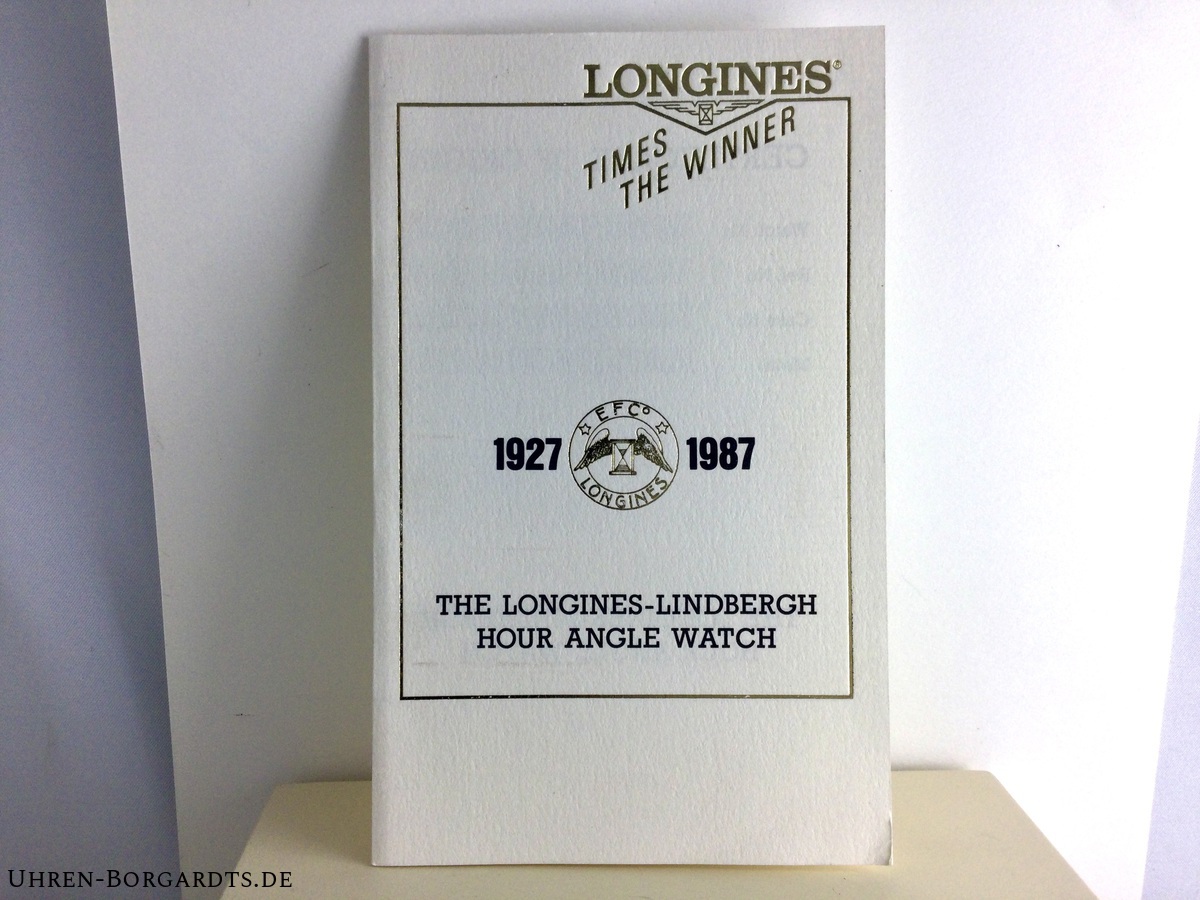 LONGINES®
TIMES
THE WINNER
EFCº
1927 1987
LONGINES
THE LONGINES-LINDBERGH
HOUR ANGLE WATCH
UHREN-BORGARDTS.DE